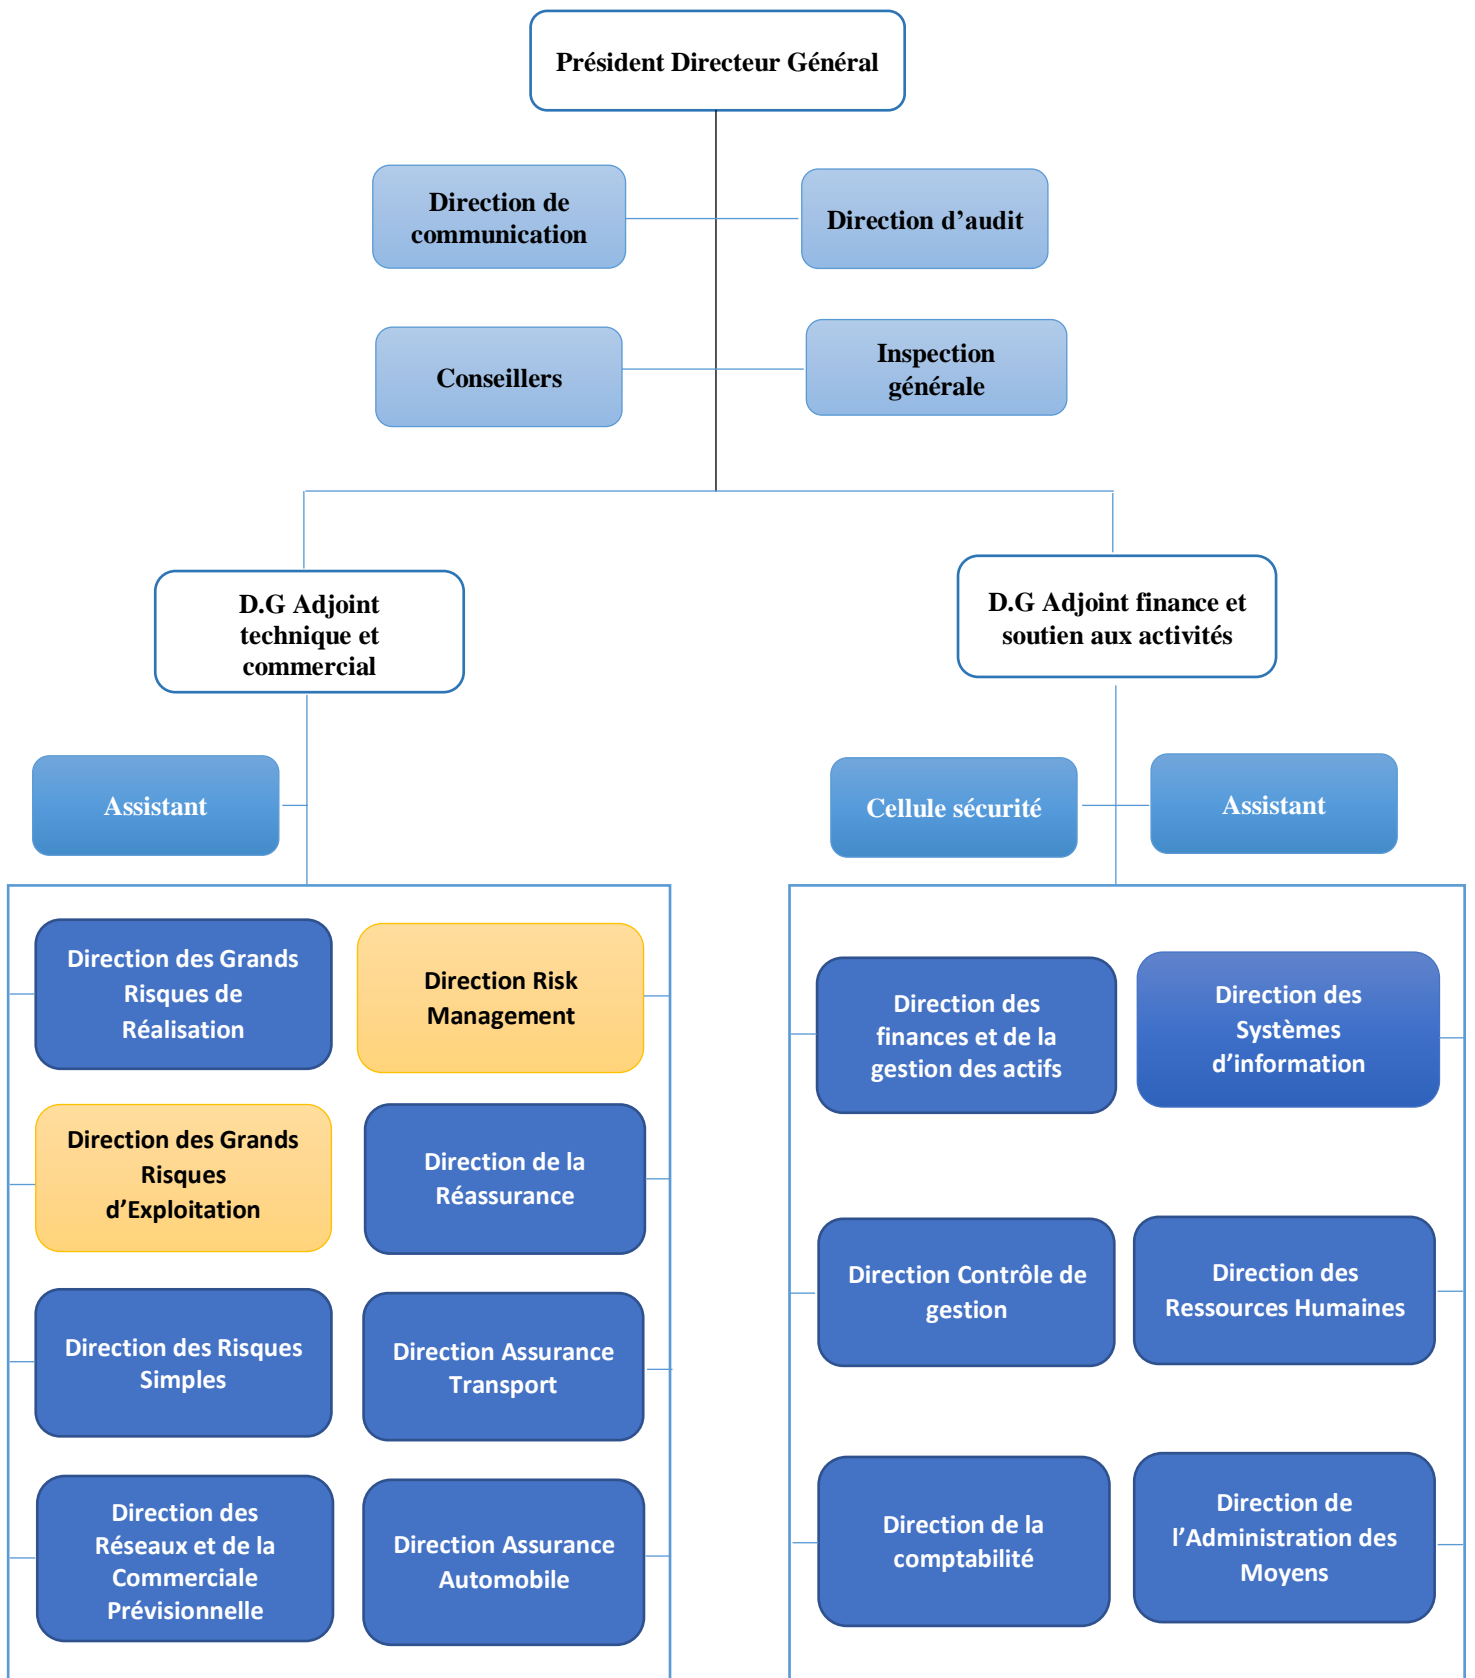 Président Directeur Général
Direction de
communication
Direction d’audit
Conseillers
Inspection
générale
D.G Adjoint
technique et
commercial
D.G Adjoint finance et
soutien aux activités
Assistant
Cellule sécurité
Assistant
Direction des Grands
Risques de
Réalisation
Direction Risk
Management
Direction des Grands
Risques
d’Exploitation
Direction de la
Réassurance
Direction des Risques
Simples
Direction Assurance
Transport
Direction des
Réseaux et de la
Commerciale
Prévisionnelle
Direction Assurance
Automobile
Direction des
finances et de la
gestion des actifs
Direction des
Systèmes
d’information
Direction Contrôle de
gestion
Direction des
Ressources Humaines
Direction de la
comptabilité
Direction de
l’Administration des
Moyens